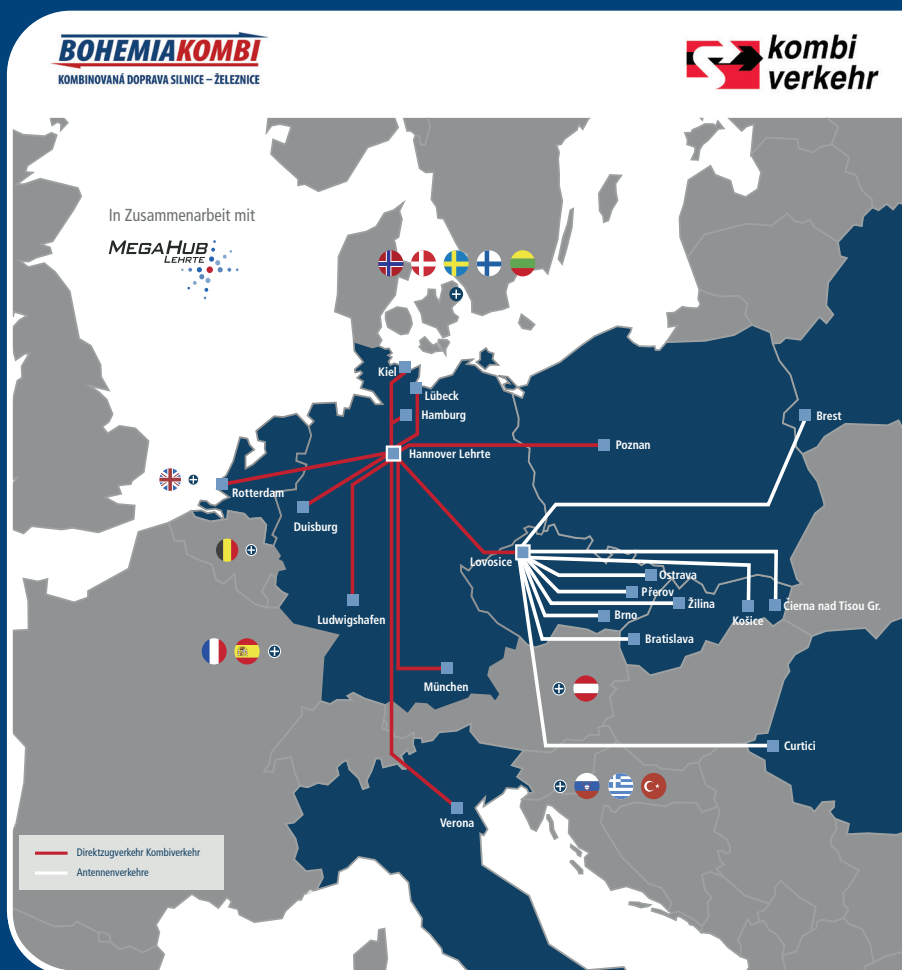 BOHEMIAKOMBI
KOMBINOVANÁ DOPRAVA SILNICE – ŽELEZNICE
kombi
verkehr
In Zusammenarbeit mit
MEGAHUB
LEHRTE
Kiel
Lübeck
Hamburg
Brest
Poznan
Hannover Lehrte
Rotterdam
Duisburg
Lovosice
Ostrava
Přerov
Žilina
Čierna nad Tisou Gr.
Košice
Brno
Ludwigshafen
Bratislava
München
Curtici
Verona
Direktzugverkehr Kombiverkehr
Antennenverkehre